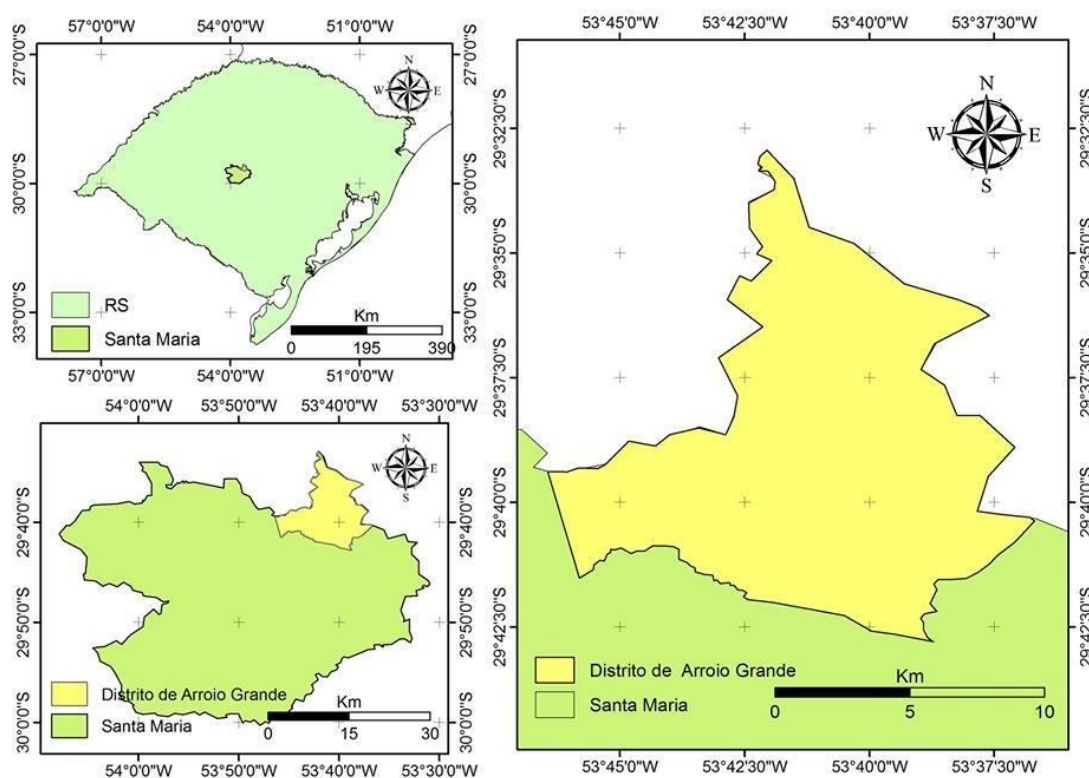 57°0'0"W 54°0'0"W 51°0'0"W
27°0'0"S
30°0'0"S
33°0'0"S
N
W E
S
RS
Santa Maria
Km
0 195 390
27°0'0"S
30°0'0"S
33°0'0"S
57°0'0"W 54°0'0"W 51°0'0"W
54°0'0"W 53°50'0"W 53°40'0"W 53°30'0"W
29°40'0"S
29°50'0"S
30°0'0"S
N
W E
S
Distrito de Arroio Grande
Santa Maria
Km
0 15 30
29°40'0"S
29°50'0"S
30°0'0"S
54°0'0"W 53°50'0"W 53°40'0"W 53°30'0"W
53°45'0"W 53°42'30"W 53°40'0"W 53°37'30"W
29°32'30"S
29°35'0"S
29°37'30"S
29°40'0"S
29°42'30"S
N
W E
S
Distrito de Arroio Grande
Santa Maria
Km
0 5 10
29°32'30"S
29°35'0"S
29°37'30"S
29°40'0"S
29°42'30"S
53°45'0"W 53°42'30"W 53°40'0"W 53°37'30"W